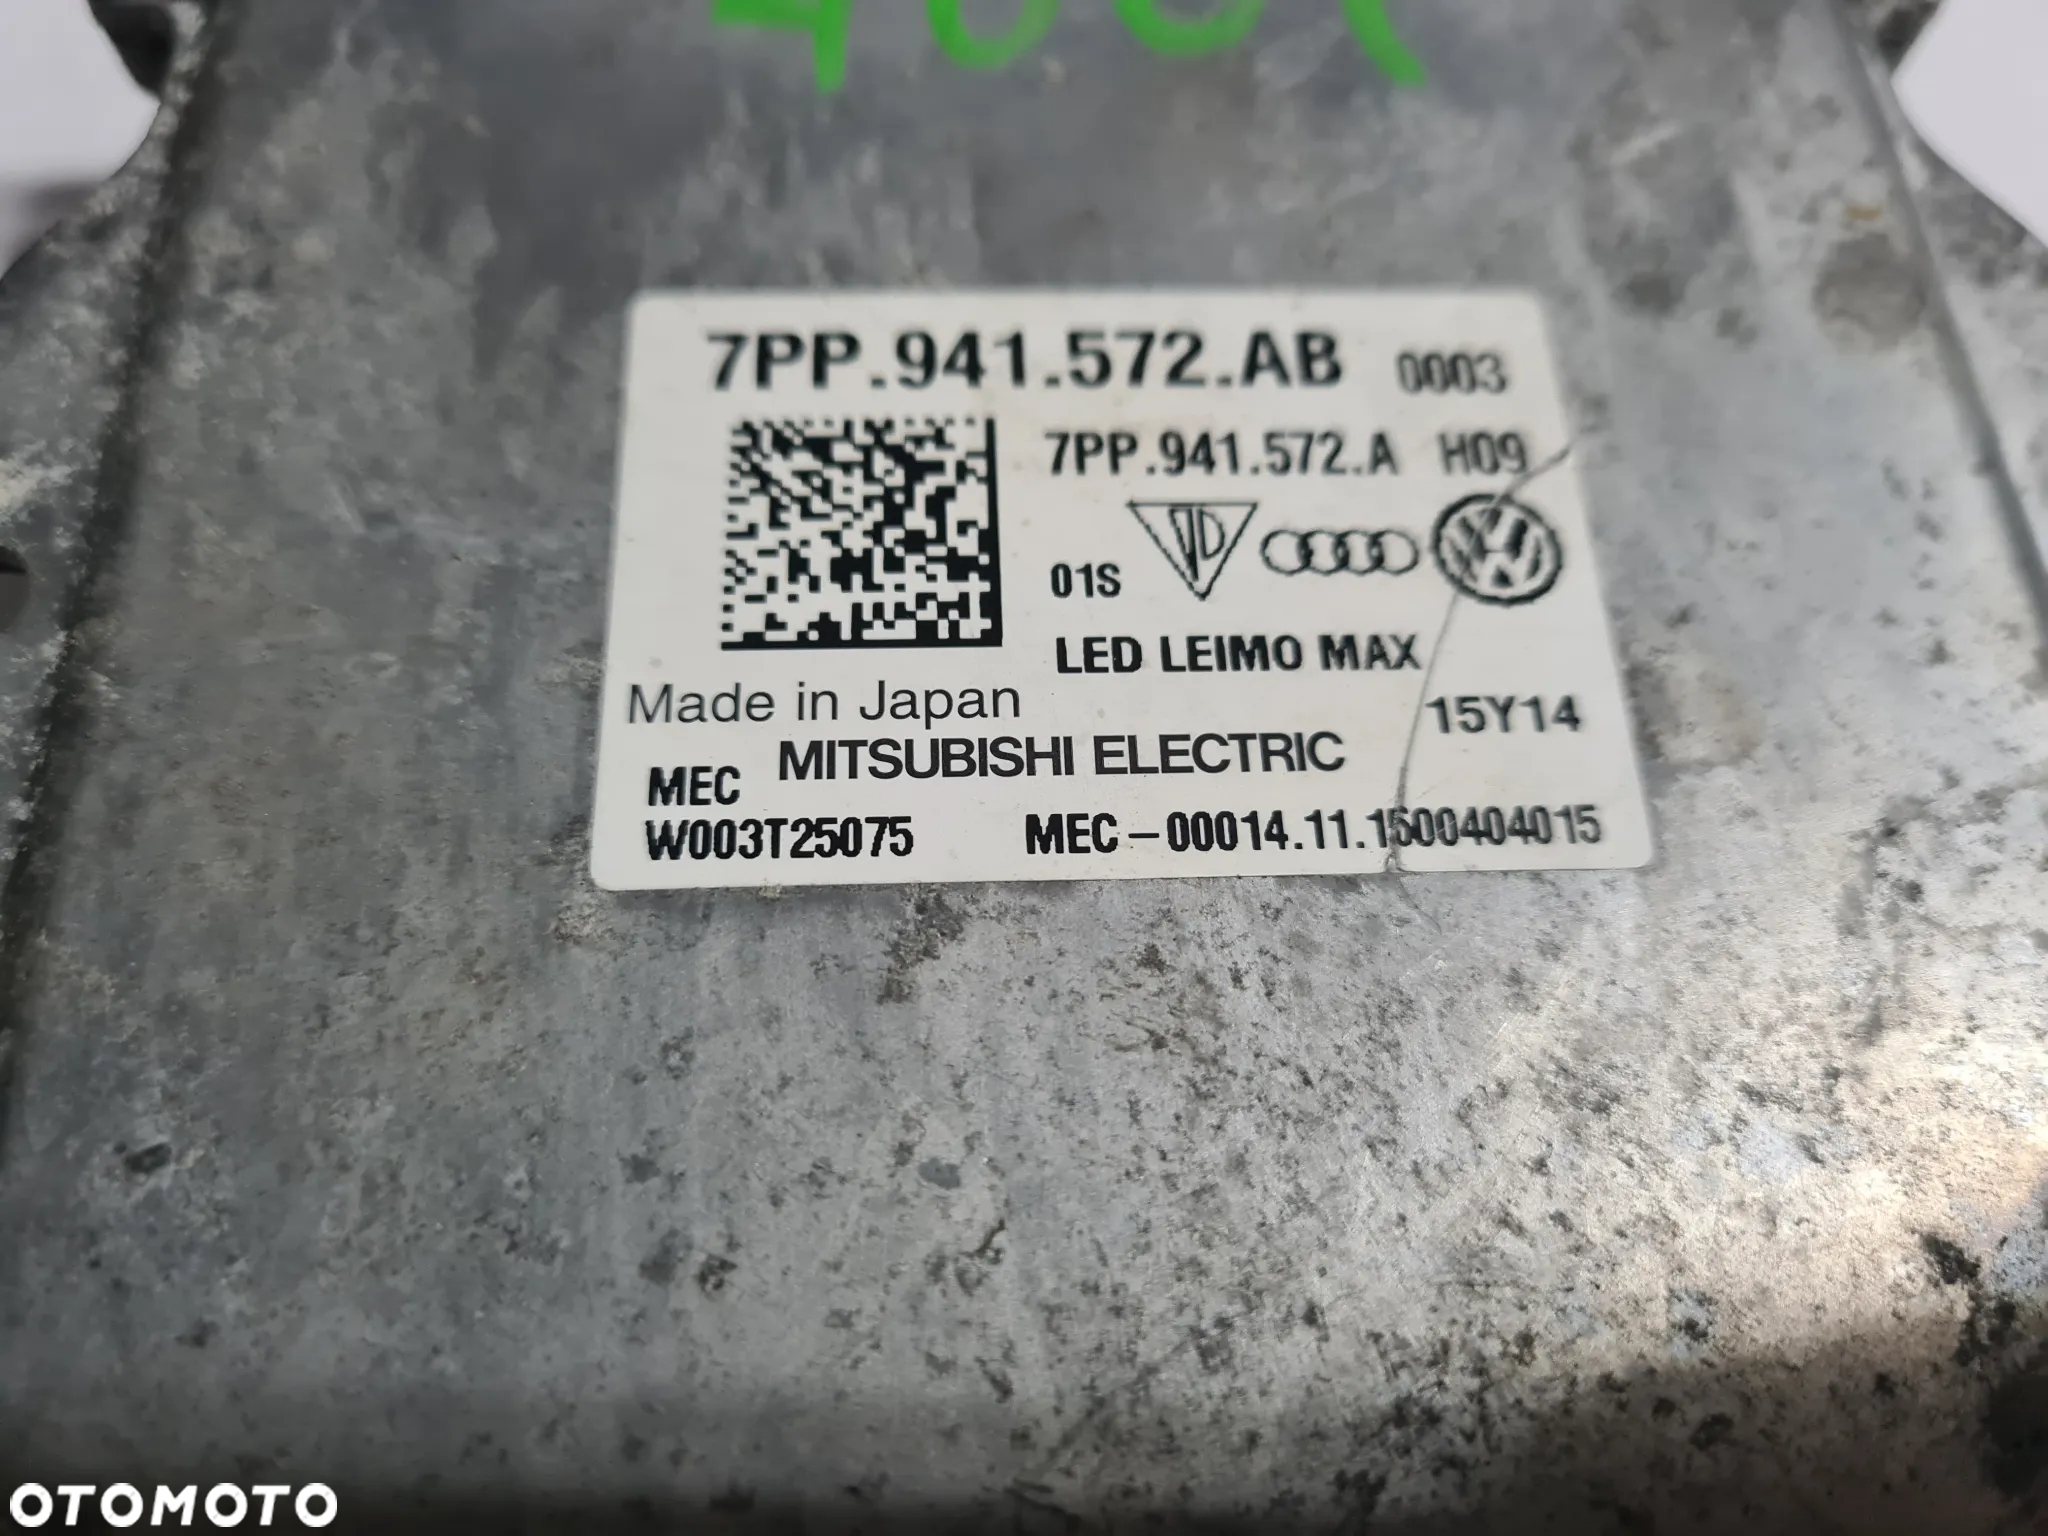 7PP.941.572.AB 0003
7PP.941.572.A H09
01S
LED LEIMO MAX
Made in Japan
15Y14
MEC MITSUBISHI ELECTRIC
W003T25075 MEC-00014.11.1500404015
OTOMOTO